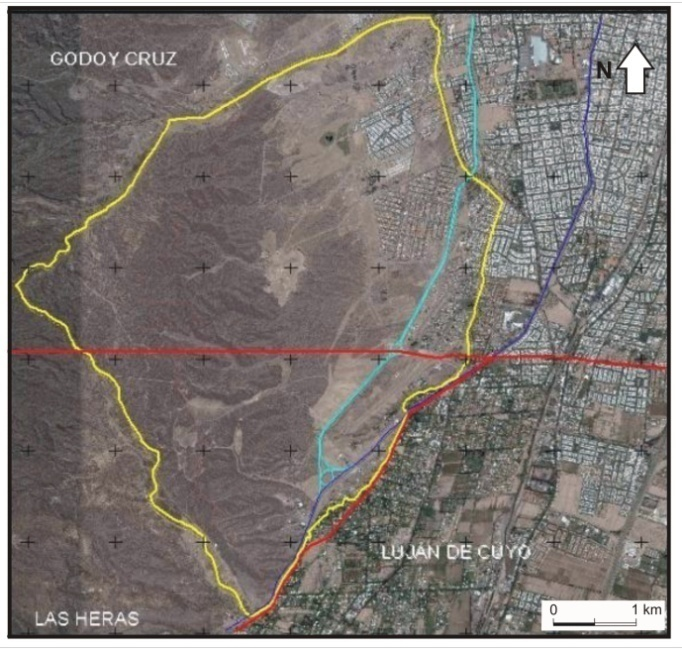 GODOY CRUZ
N
LUJAN DE CUYO
LAS HERAS
0 1 km